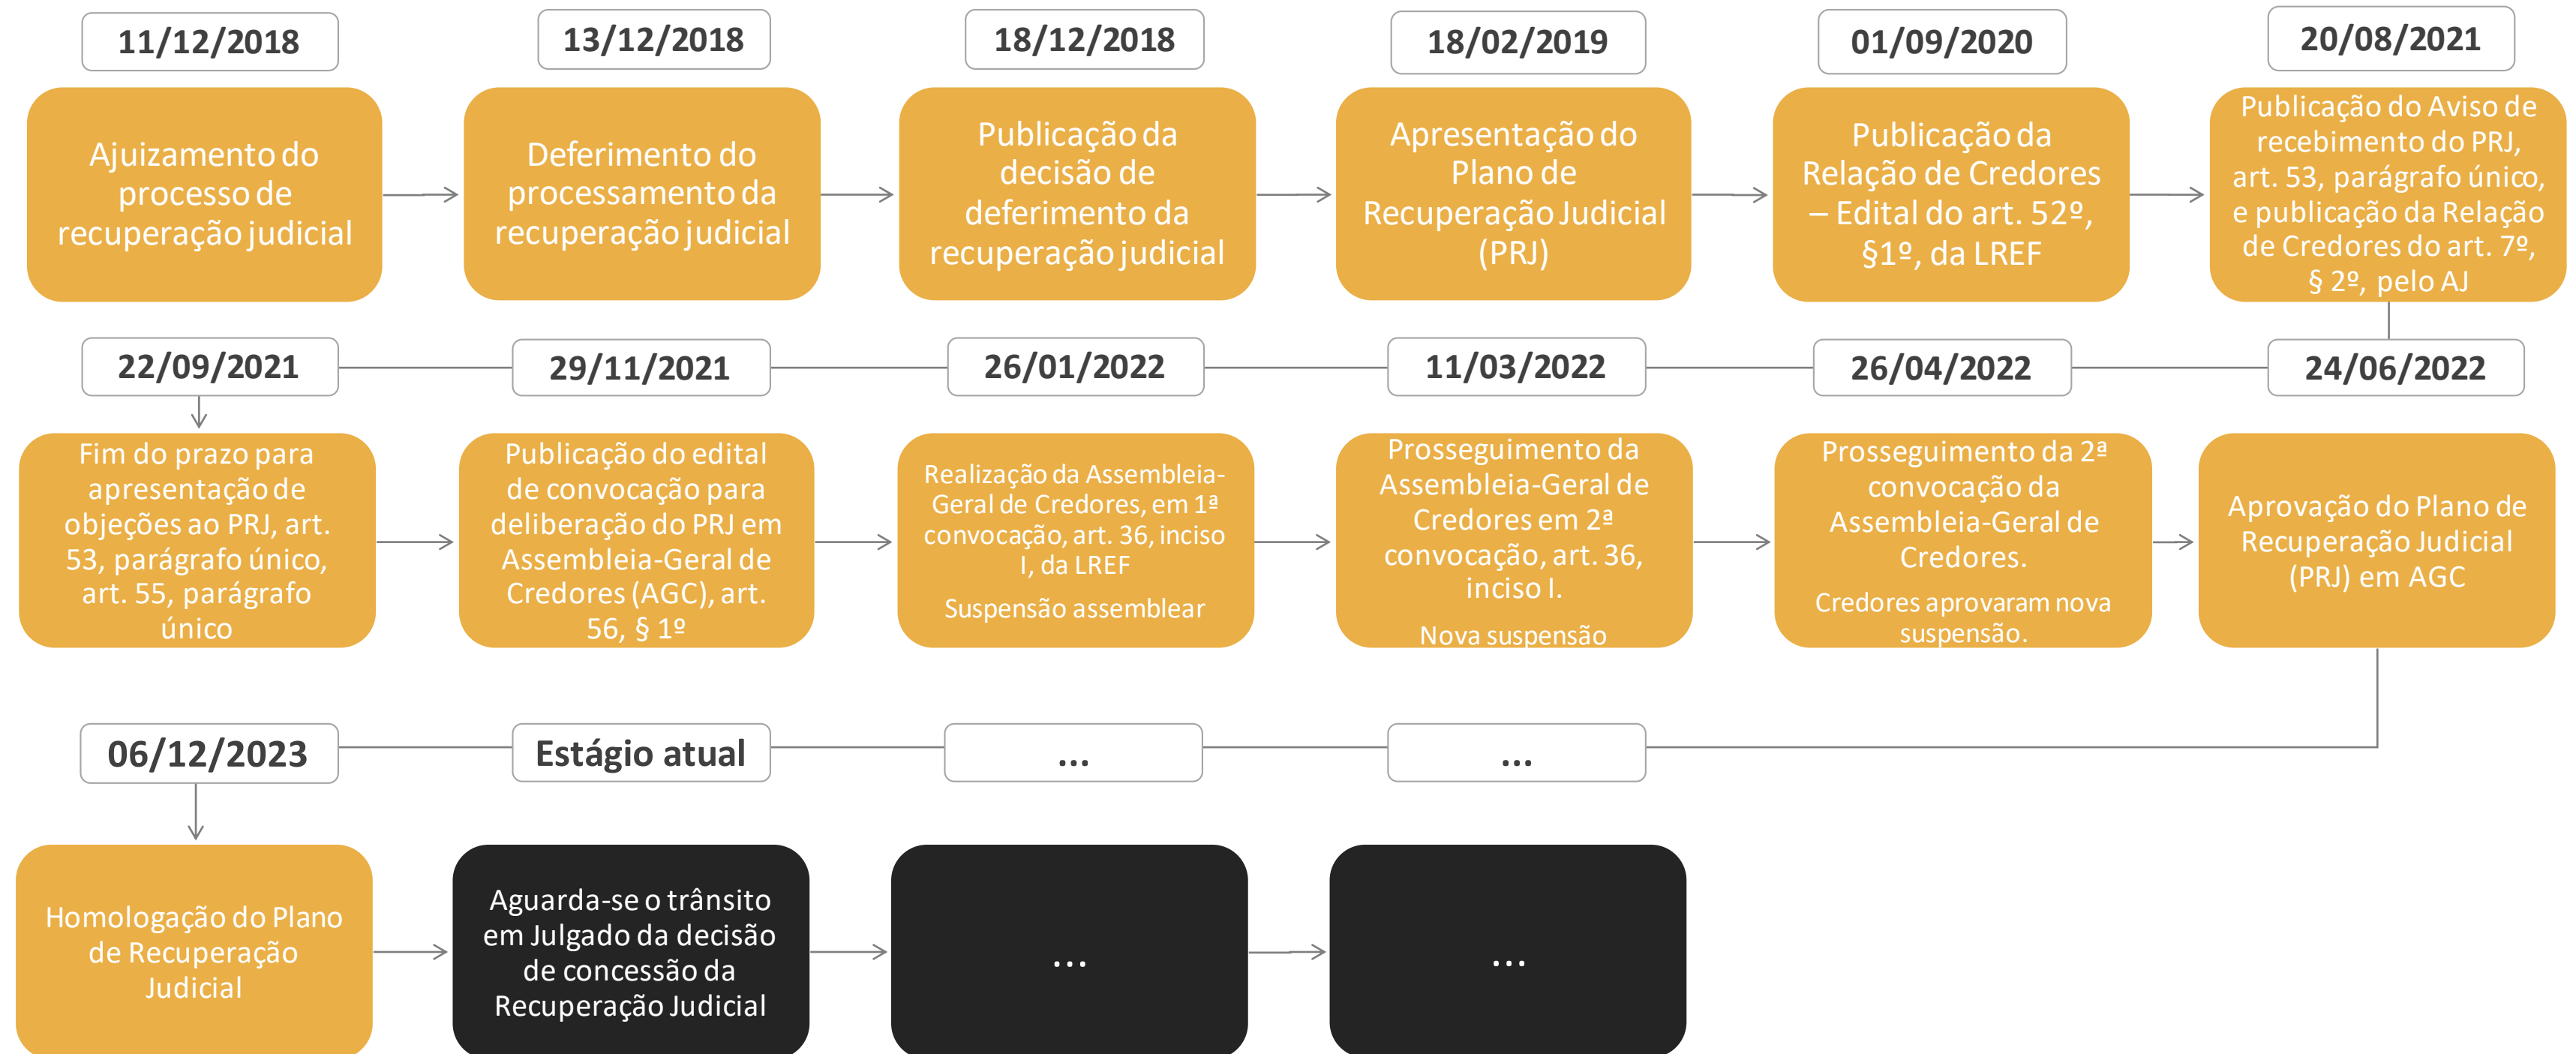 11/12/2018
13/12/2018
18/12/2018
18/02/2019
01/09/2020
20/08/2021
Ajuizamento do
processo de
recuperação judicial
Deferimento do
processamento da
recuperação judicial
Publicação da
decisão de
deferimento da
recuperação judicial
Apresentação do
Plano de
Recuperação Judicial
(PRJ)
Publicação da
Relação de Credores
– Edital do art. 52º,
§1º, da LREF
Publicação do Aviso de
recebimento do PRJ,
art. 53, parágrafo único,
e publicação da Relação
de Credores do art. 7º,
§ 2º, pelo AJ
22/09/2021
29/11/2021
26/01/2022
11/03/2022
26/04/2022
24/06/2022
Fim do prazo para
apresentação de
objeções ao PRJ, art.
53, parágrafo único,
art. 55, parágrafo
único
Publicação do edital
de convocação para
deliberação do PRJ em
Assembleia-Geral de
Credores (AGC), art.
56, § 1º
Realização da Assembleia-
Geral de Credores, em 1ª
convocação, art. 36, inciso
I, da LREF
Suspensão assemblear
Prosseguimento da
Assembleia-Geral de
Credores em 2ª
convocação, art. 36,
inciso I.
Nova suspensão
Prosseguimento da 2ª
convocação da
Assembleia-Geral de
Credores.
Credores aprovaram nova
suspensão.
Aprovação do Plano de
Recuperação Judicial
(PRJ) em AGC
06/12/2023
Estágio atual
...
...
Homologação do Plano
de Recuperação
Judicial
Aguarda-se o trânsito
em Julgado da decisão
de concessão da
Recuperação Judicial
...
...